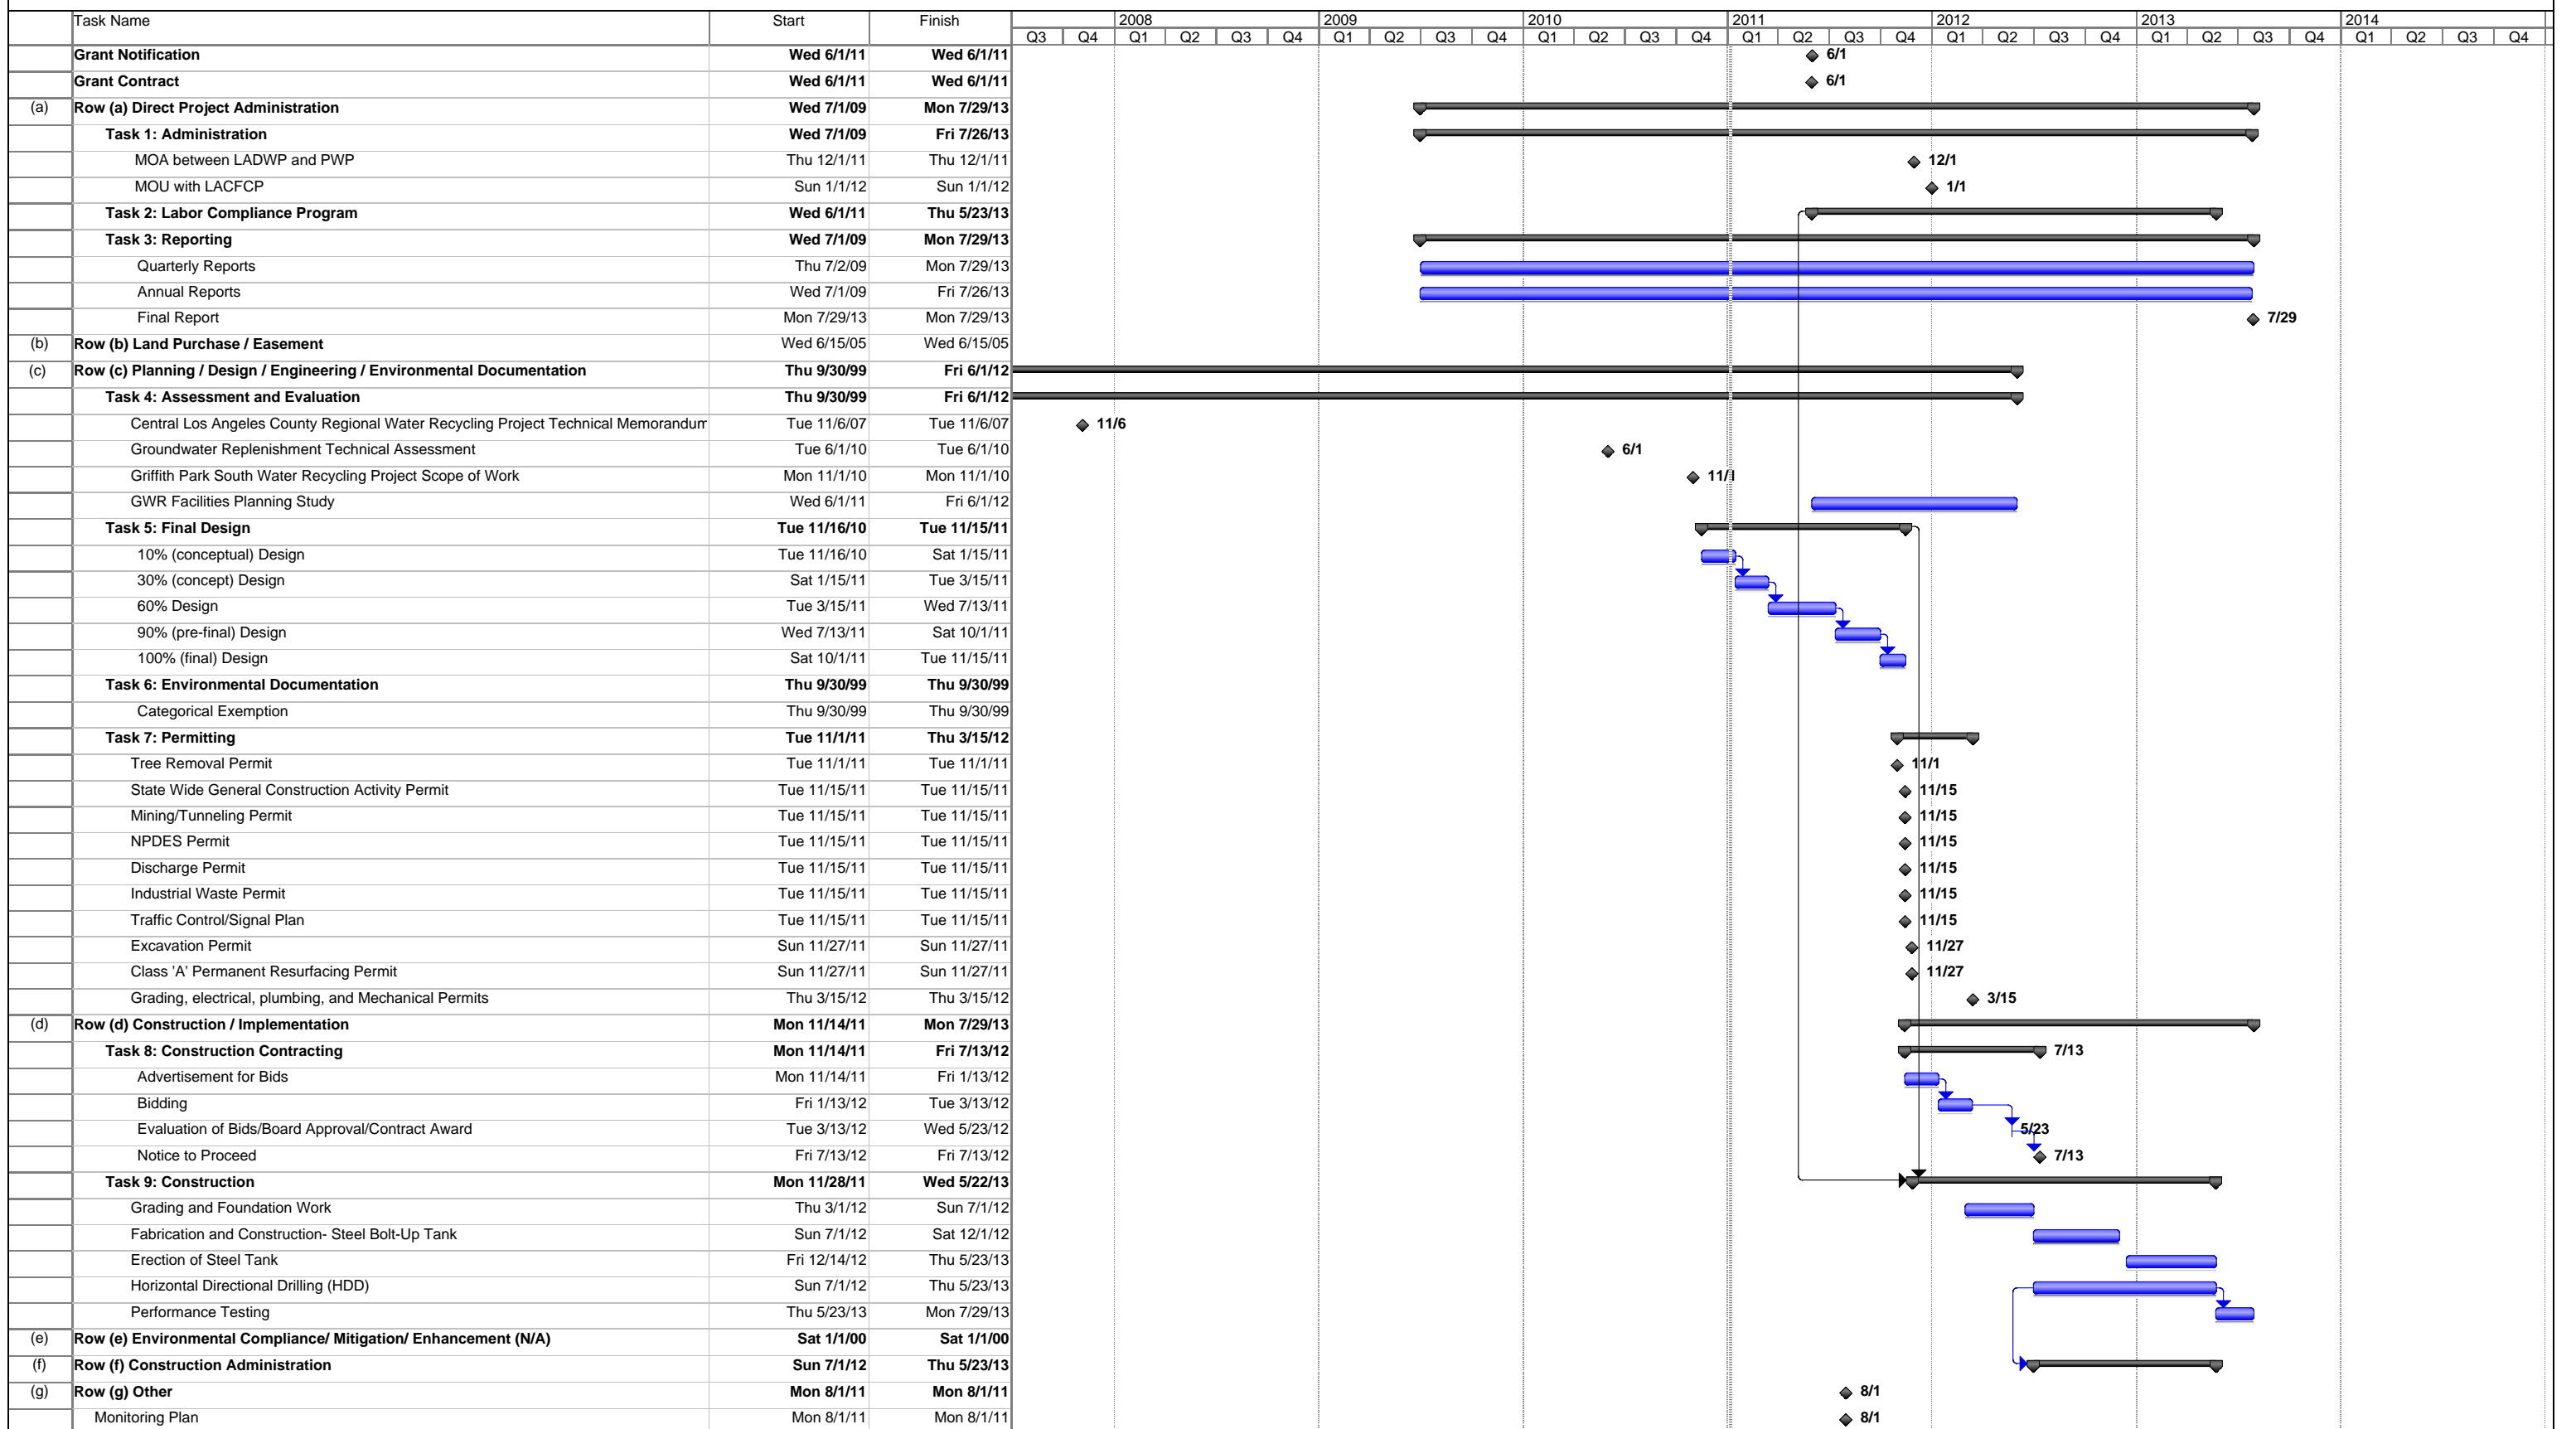 Task Name Start Finish 2008 2009 2010 2011 2012 2013 2014
Q3 Q4 Q1 Q2 Q3 Q4 Q1 Q2 Q3 Q4 Q1 Q2 Q3 Q4 Q1 Q2 Q3 Q4 Q1 Q2 Q3 Q4 Q1 Q2 Q3 Q4 Q1 Q2 Q3 Q4
Grant Notification Wed 6/1/11 Wed 6/1/11 6/1
Grant Contract Wed 6/1/11 Wed 6/1/11 6/1
(a) Row (a) Direct Project Administration Wed 7/1/09 Mon 7/29/13
Task 1: Administration Wed 7/1/09 Fri 7/26/13
MOA between LADWP and PWP Thu 12/1/11 Thu 12/1/11 12/1
MOU with LACFCP Sun 1/1/12 Sun 1/1/12 1/1
Task 2: Labor Compliance Program Wed 6/1/11 Thu 5/23/13
Task 3: Reporting Wed 7/1/09 Mon 7/29/13
Quarterly Reports Thu 7/2/09 Mon 7/29/13
Annual Reports Wed 7/1/09 Fri 7/26/13
Final Report Mon 7/29/13 Mon 7/29/13 7/29
(b) Row (b) Land Purchase / Easement Wed 6/15/05 Wed 6/15/05
(c) Row (c) Planning / Design / Engineering / Environmental Documentation Thu 9/30/99 Fri 6/1/12
Task 4: Assessment and Evaluation Thu 9/30/99 Fri 6/1/12
Central Los Angeles County Regional Water Recycling Project Technical Memorandum Tue 11/6/07 Tue 11/6/07 11/6
Groundwater Replenishment Technical Assessment Tue 6/1/10 Tue 6/1/10 6/1
Griffith Park South Water Recycling Project Scope of Work Mon 11/1/10 Mon 11/1/10 11/1
GWR Facilities Planning Study Wed 6/1/11 Fri 6/1/12
Task 5: Final Design Tue 11/16/10 Tue 11/15/11
10% (conceptual) Design Tue 11/16/10 Sat 1/15/11
30% (concept) Design Sat 1/15/11 Tue 3/15/11
60% Design Tue 3/15/11 Wed 7/13/11
90% (pre-final) Design Wed 7/13/11 Sat 10/1/11
100% (final) Design Sat 10/1/11 Tue 11/15/11
Task 6: Environmental Documentation Thu 9/30/99 Thu 9/30/99
Categorical Exemption Thu 9/30/99 Thu 9/30/99
Task 7: Permitting Tue 11/1/11 Thu 3/15/12
Tree Removal Permit Tue 11/1/11 Tue 11/1/11 11/1
State Wide General Construction Activity Permit Tue 11/15/11 Tue 11/15/11 11/15
Mining/Tunneling Permit Tue 11/15/11 Tue 11/15/11 11/15
NPDES Permit Tue 11/15/11 Tue 11/15/11 11/15
Discharge Permit Tue 11/15/11 Tue 11/15/11 11/15
Industrial Waste Permit Tue 11/15/11 Tue 11/15/11 11/15
Traffic Control/Signal Plan Tue 11/15/11 Tue 11/15/11 11/15
Excavation Permit Sun 11/27/11 Sun 11/27/11 11/27
Class 'A' Permanent Resurfacing Permit Sun 11/27/11 Sun 11/27/11 11/27
Grading, electrical, plumbing, and Mechanical Permits Thu 3/15/12 Thu 3/15/12 3/15
(d) Row (d) Construction / Implementation Mon 11/14/11 Mon 7/29/13
Task 8: Construction Contracting Mon 11/14/11 Fri 7/13/12 7/13
Advertisement for Bids Mon 11/14/11 Fri 1/13/12
Bidding Fri 1/13/12 Tue 3/13/12
Evaluation of Bids/Board Approval/Contract Award Tue 3/13/12 Wed 5/23/12 5/23
Notice to Proceed Fri 7/13/12 Fri 7/13/12 7/13
Task 9: Construction Mon 11/28/11 Wed 5/22/13
Grading and Foundation Work Thu 3/1/12 Sun 7/1/12
Fabrication and Construction- Steel Bolt-Up Tank Sun 7/1/12 Sat 12/1/12
Erection of Steel Tank Fri 12/14/12 Thu 5/23/13
Horizontal Directional Drilling (HDD) Sun 7/1/12 Thu 5/23/13
Performance Testing Thu 5/23/13 Mon 7/29/13
(e) Row (e) Environmental Compliance/ Mitigation/ Enhancement (N/A) Sat 1/1/00 Sat 1/1/00
(f) Row (f) Construction Administration Sun 7/1/12 Thu 5/23/13
(g) Row (g) Other Mon 8/1/11 Mon 8/1/11 8/1
Monitoring Plan Mon 8/1/11 Mon 8/1/11 8/1